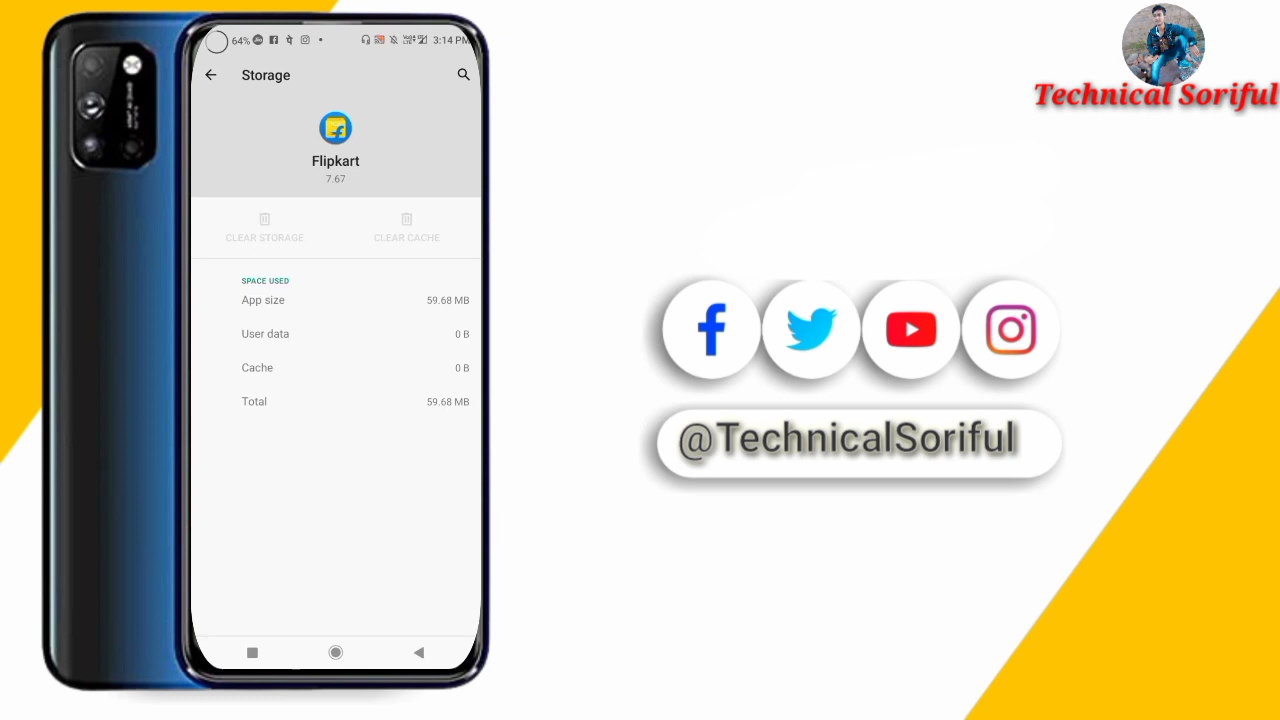 64% 3:14 PM
Storage
Flipkart
7.67
CLEAR STORAGE CLEAR CACHE
SPACE USED
App size 59.68 MB
User data 0 B
Cache 0 B
Total 59.68 MB
Technical Soriful
@TechnicalSoriful